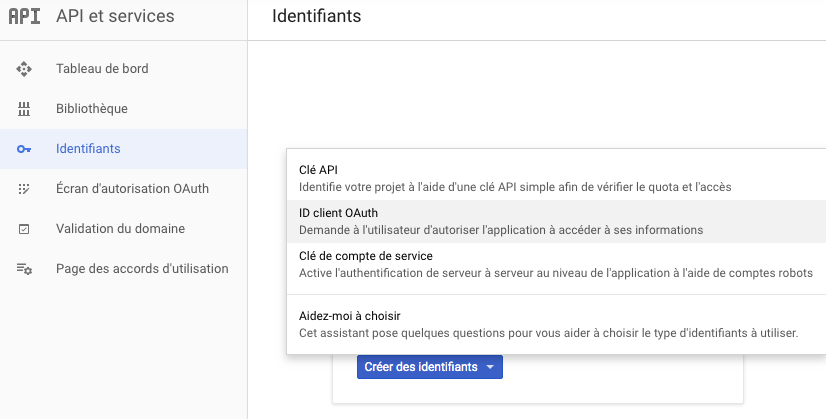 API API et services
Identifiants
Tableau de bord
Bibliothèque
Identifiants
Écran d'autorisation OAuth
Validation du domaine
Page des accords d'utilisation
Clé API
Identifie votre projet à l'aide d'une clé API simple afin de vérifier le quota et l'accès
ID client OAuth
Demande à l'utilisateur d'autoriser l'application à accéder à ses informations
Clé de compte de service
Active l'authentification de serveur à serveur au niveau de l'application à l'aide de comptes robots
Aidez-moi à choisir
Cet assistant pose quelques questions pour vous aider à choisir le type d'identifiants à utiliser.
Créer des identifiants